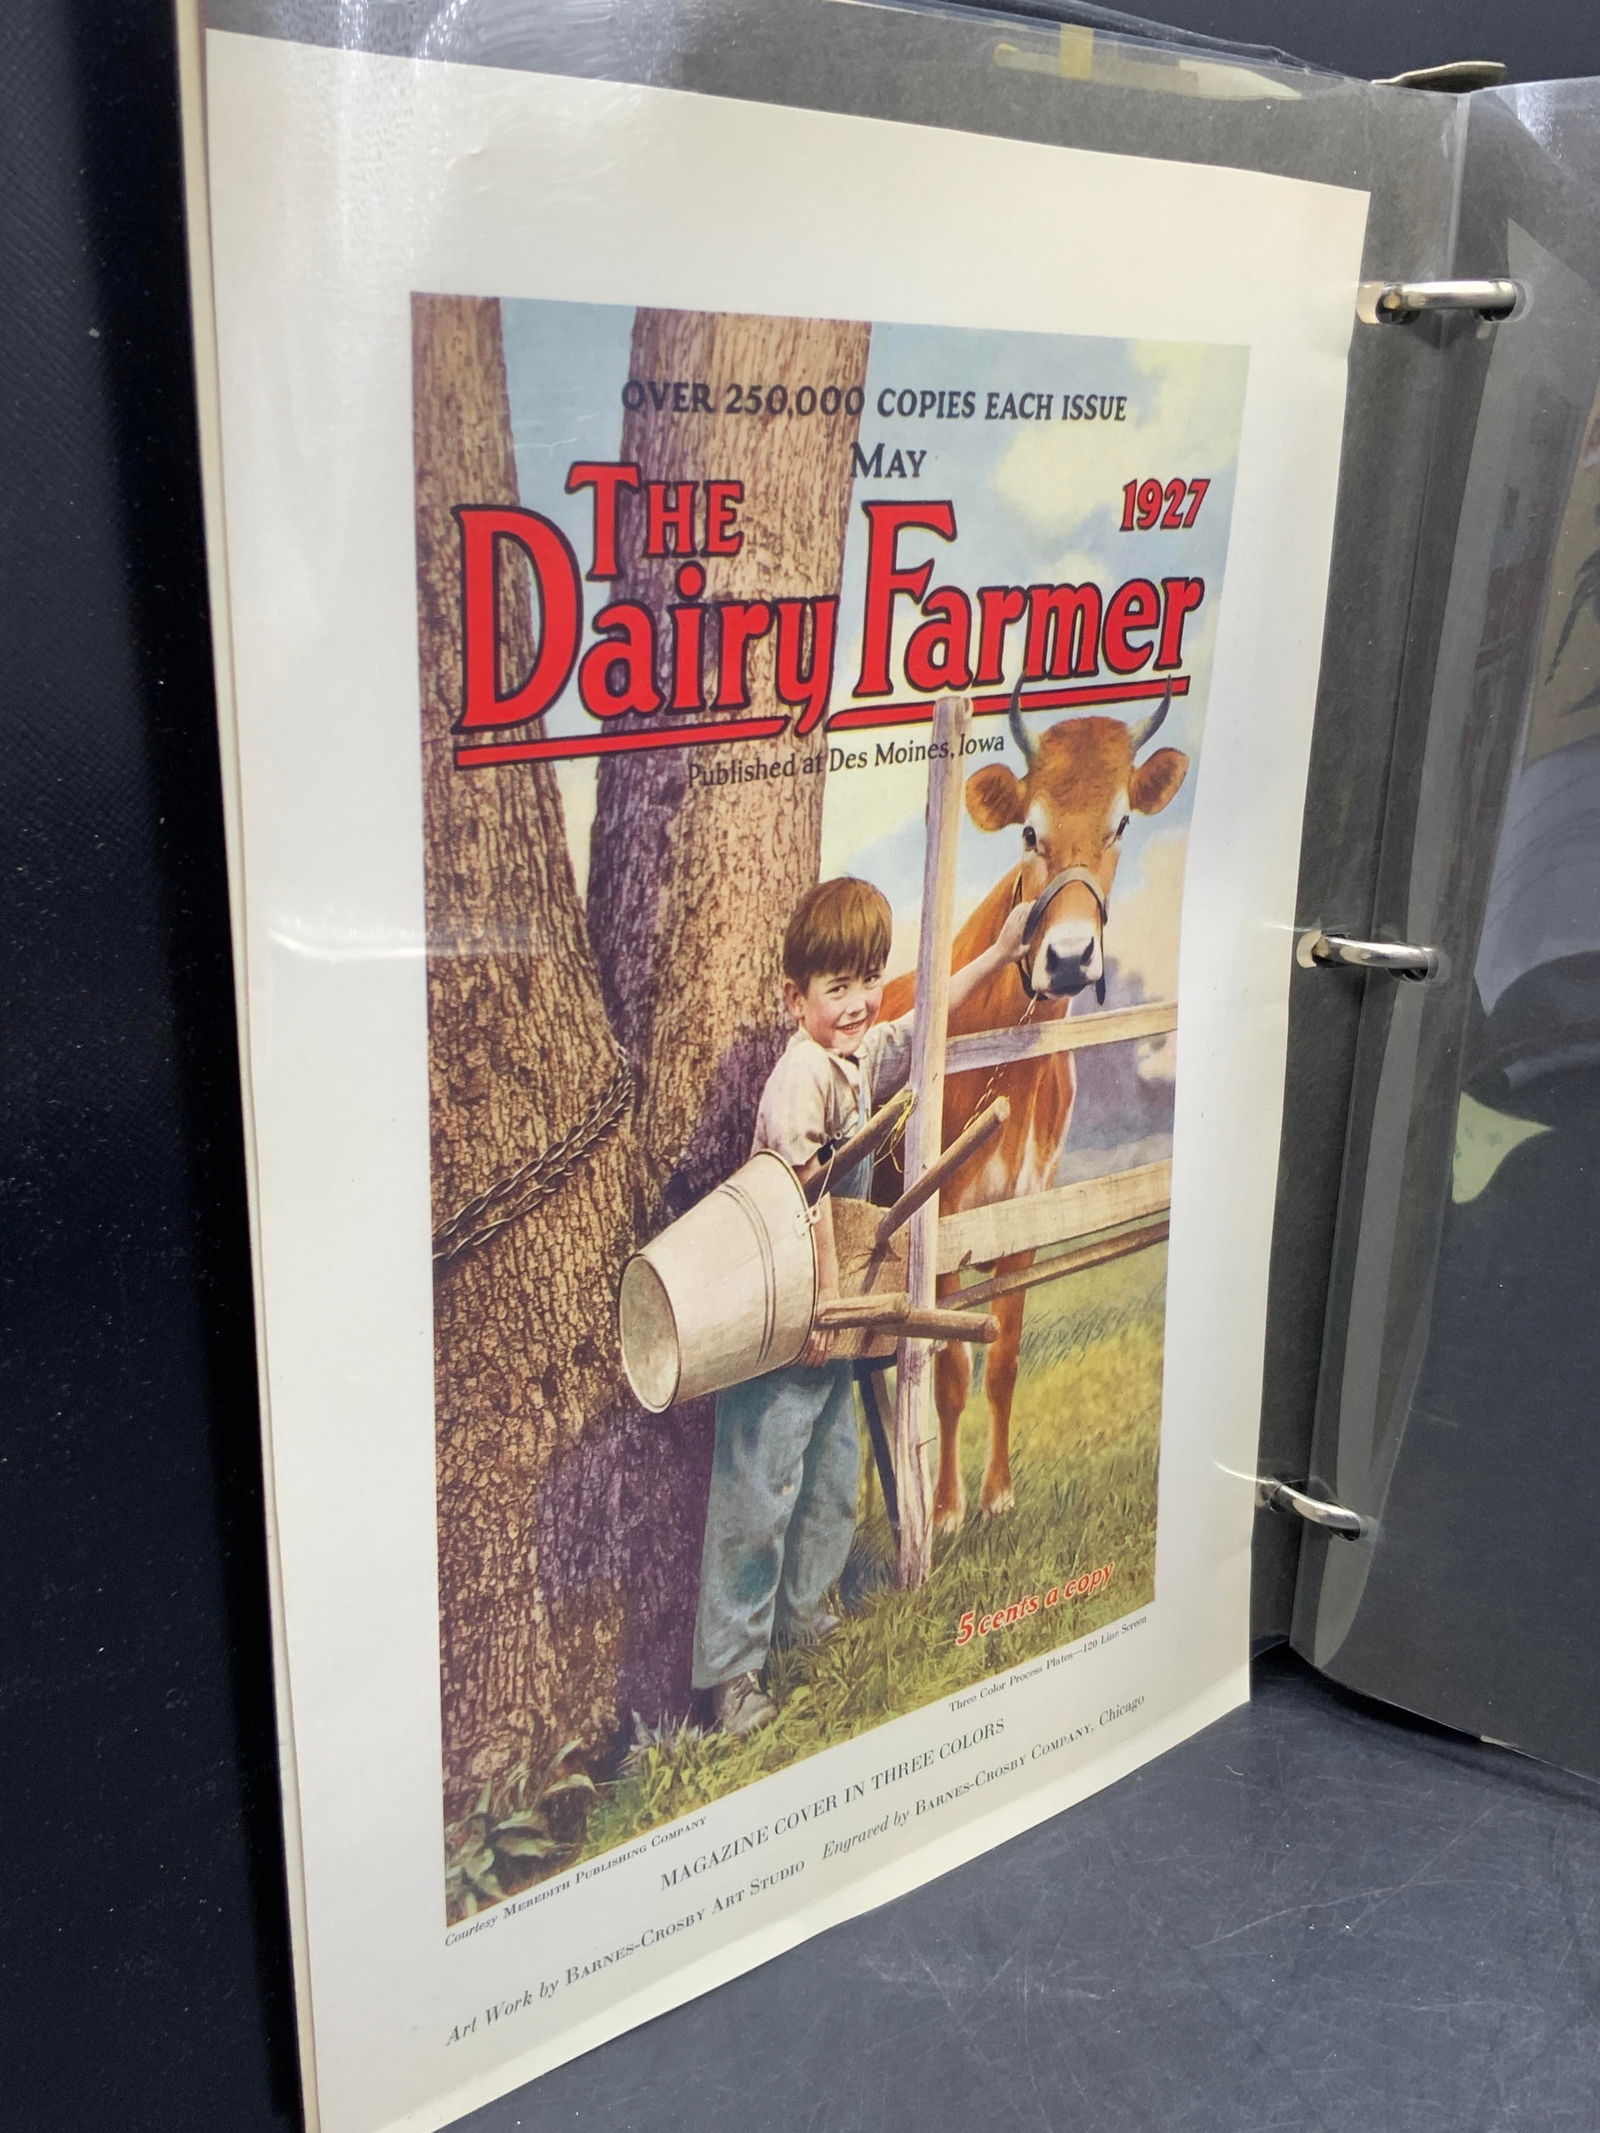 OVER 250,000 COPIES EACH ISSUE
MAY
1927
THE
Dairy Farmer
Published at Des Moines, Iowa
5 cents a copy
Courtesy MEREDITH PUBLISHING COMPANY
Three Color Process Plates—120 Line Screen
MAGAZINE COVER IN THREE COLORS
Art Work by BARNES-CROSBY ART STUDIO Engraved by BARNES-CROSBY COMPANY, Chicago